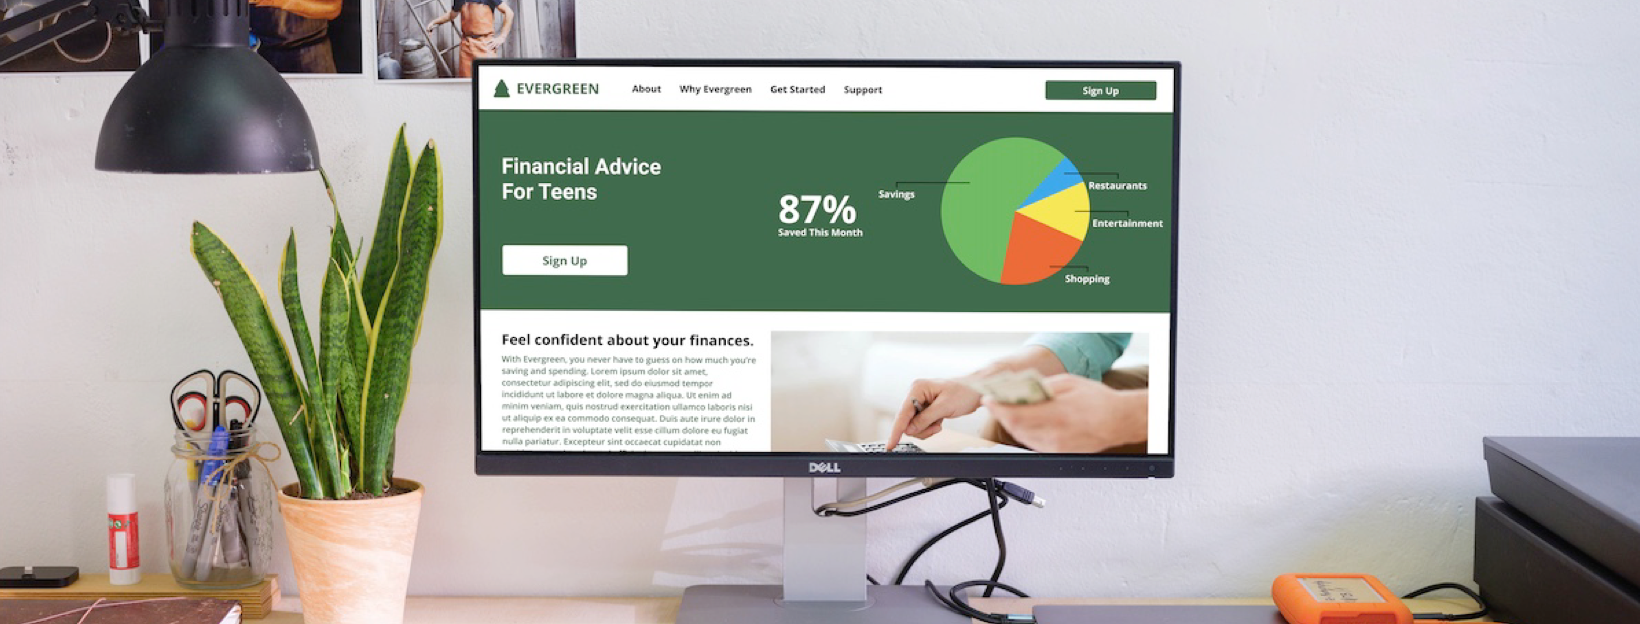 EVERGREEN
About
Why Evergreen
Get Started
Support
Sign Up
Financial Advice
For Teens
Sign Up
87%
Saved This Month
Savings
Restaurants
Entertainment
Shopping
Feel confident about your finances.
With Evergreen, you never have to guess on how much you're
saving and spending. Lorem ipsum dolor sit amet,
consectetur adipiscing elit, sed do eiusmod tempor
incididunt ut labore et dolore magna aliqua. Ut enim ad
minim veniam, quis nostrud exercitation ullamco laboris nisi
ut aliquip ex ea commodo consequat. Duis aute irure dolor in
reprehenderit in voluptate velit esse cillum dolore eu fugiat
nulla pariatur. Excepteur sint occaecat cupidatat non
DELL